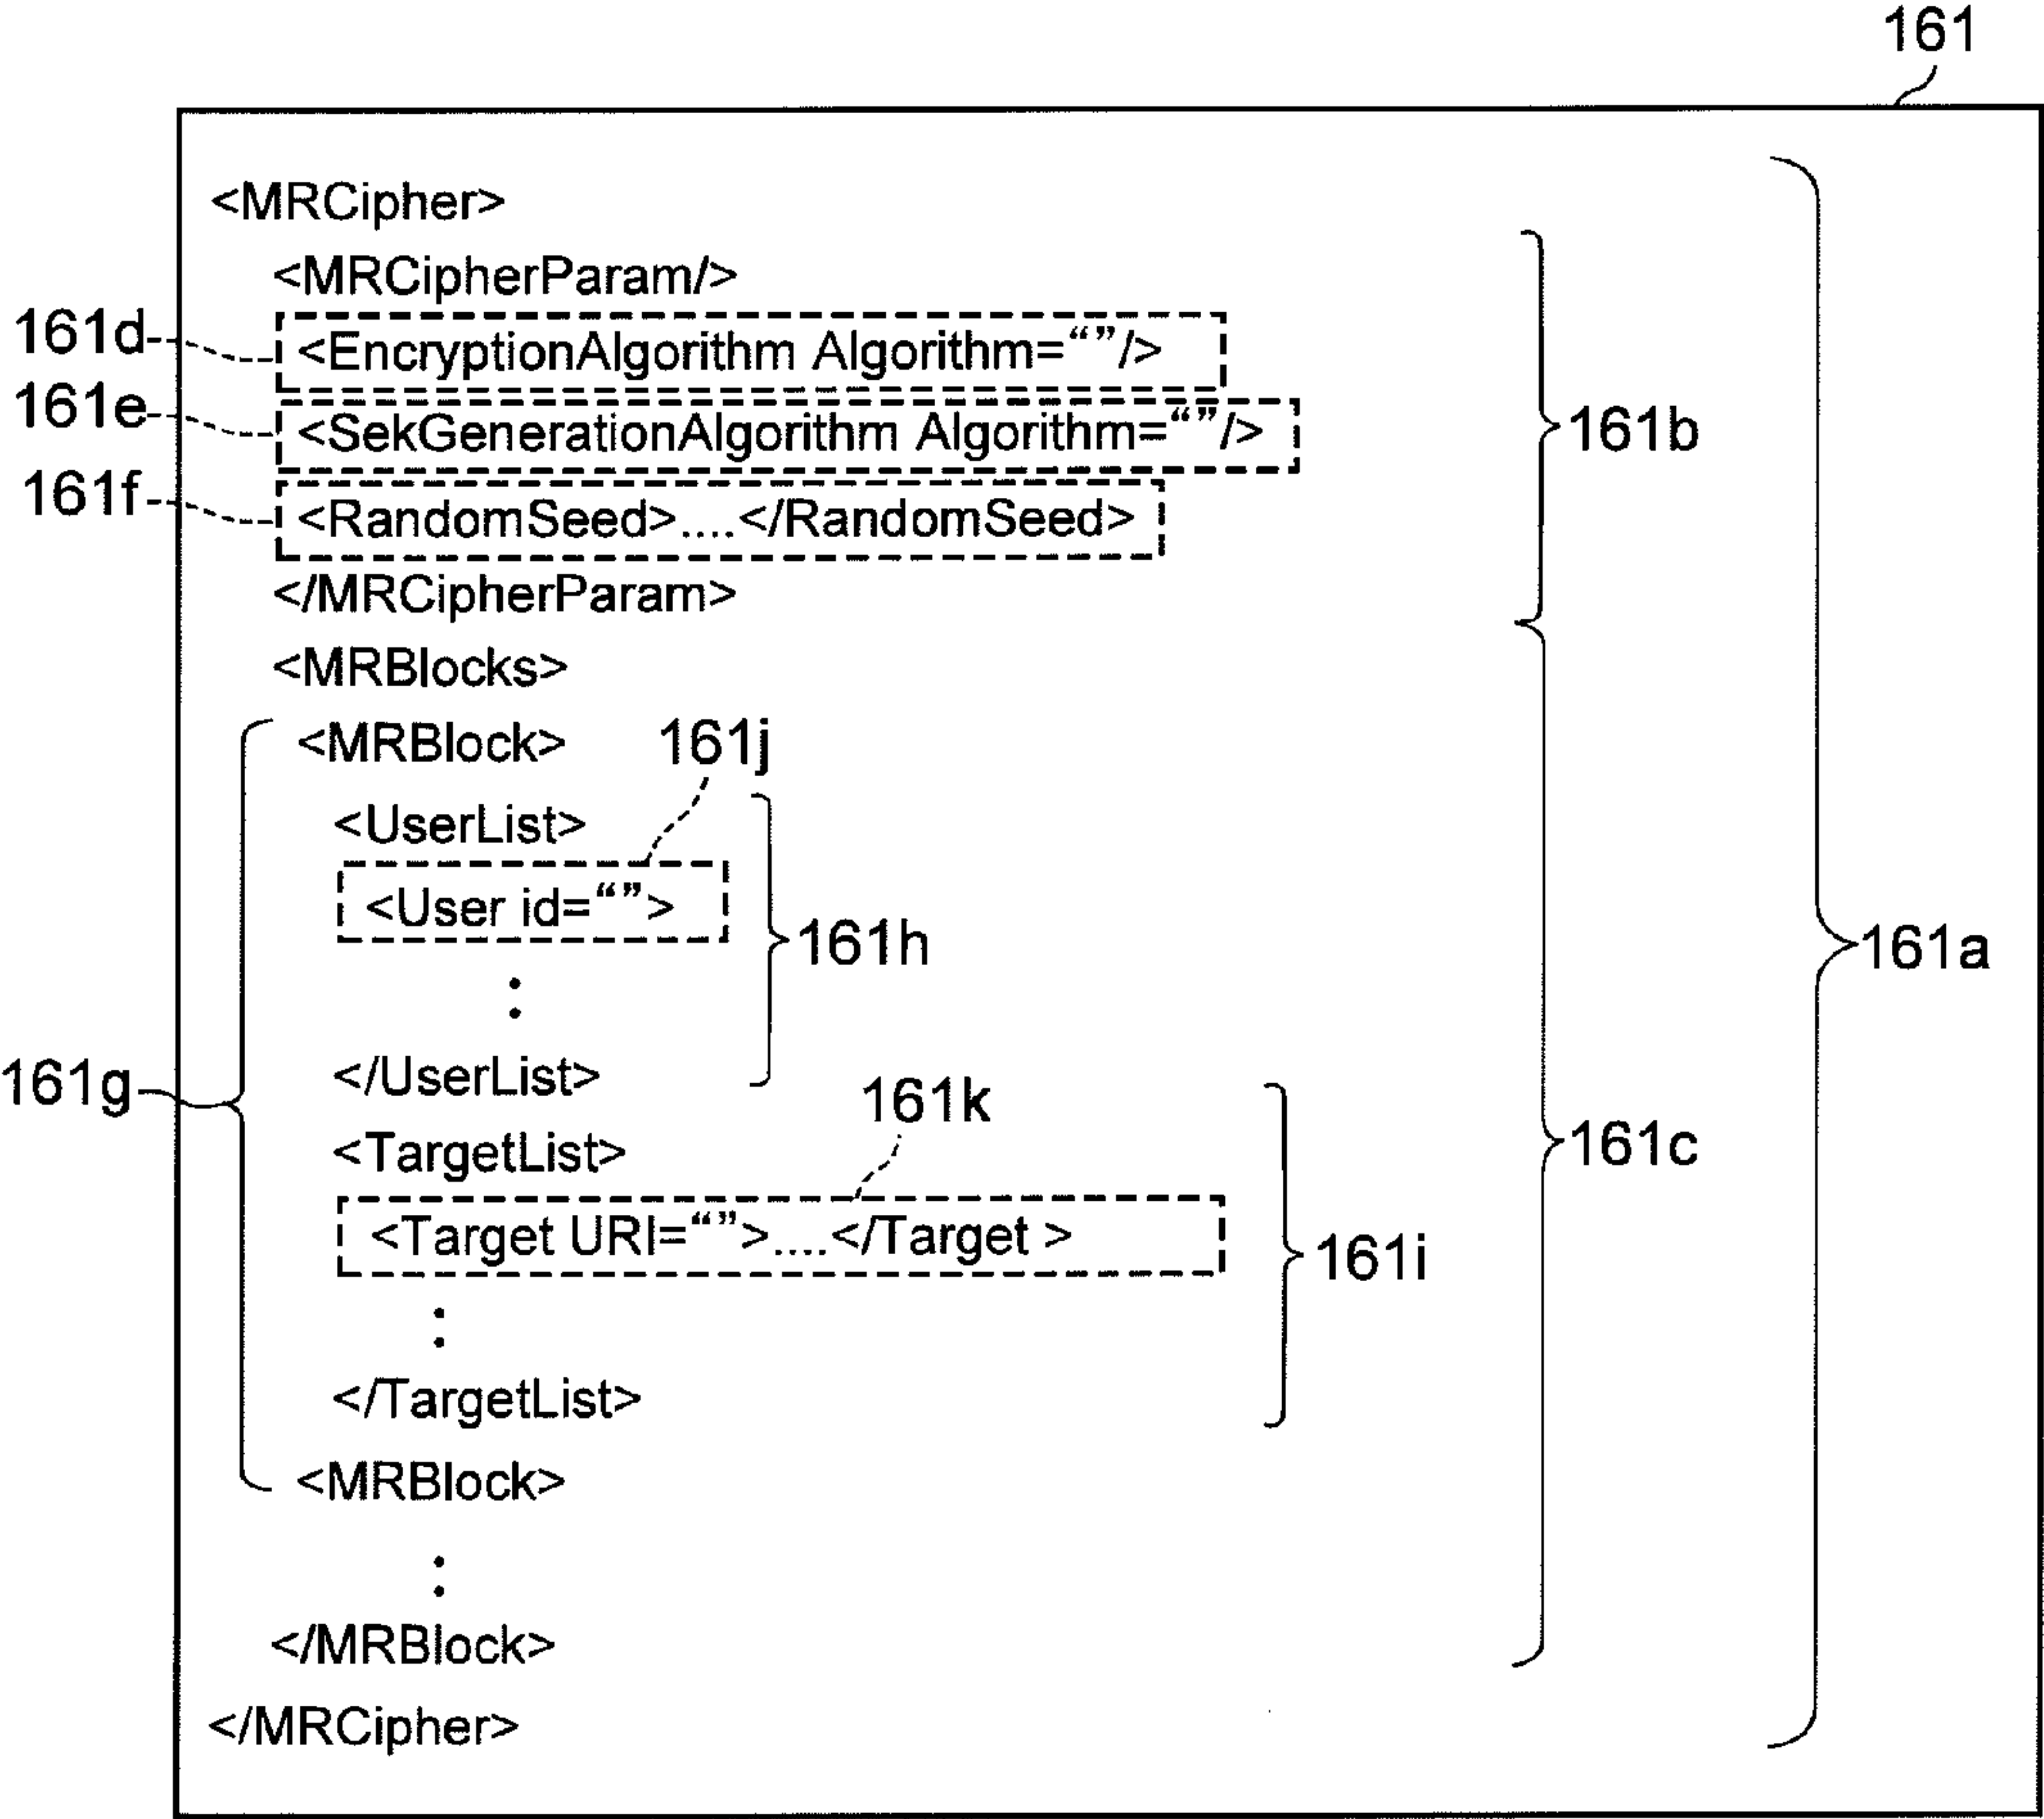 161
<MRCipher>
<MRCipherParam/>
161d
<EncryptionAlgorithm Algorithm=“”/>
161e
<SekGenerationAlgorithm Algorithm=“”/>
161b
161f
<RandomSeed>....</RandomSeed>
</MRCipherParam>
<MRBlocks>
<MRBlock>
161j
<UserList>
<User id=“”>
161h
161a
:
</UserList>
161g
161k
<TargetList>
161c
<Target URI=“”>....</Target >
161i
:
</TargetList>
<MRBlock>
:
</MRBlock>
</MRCipher>